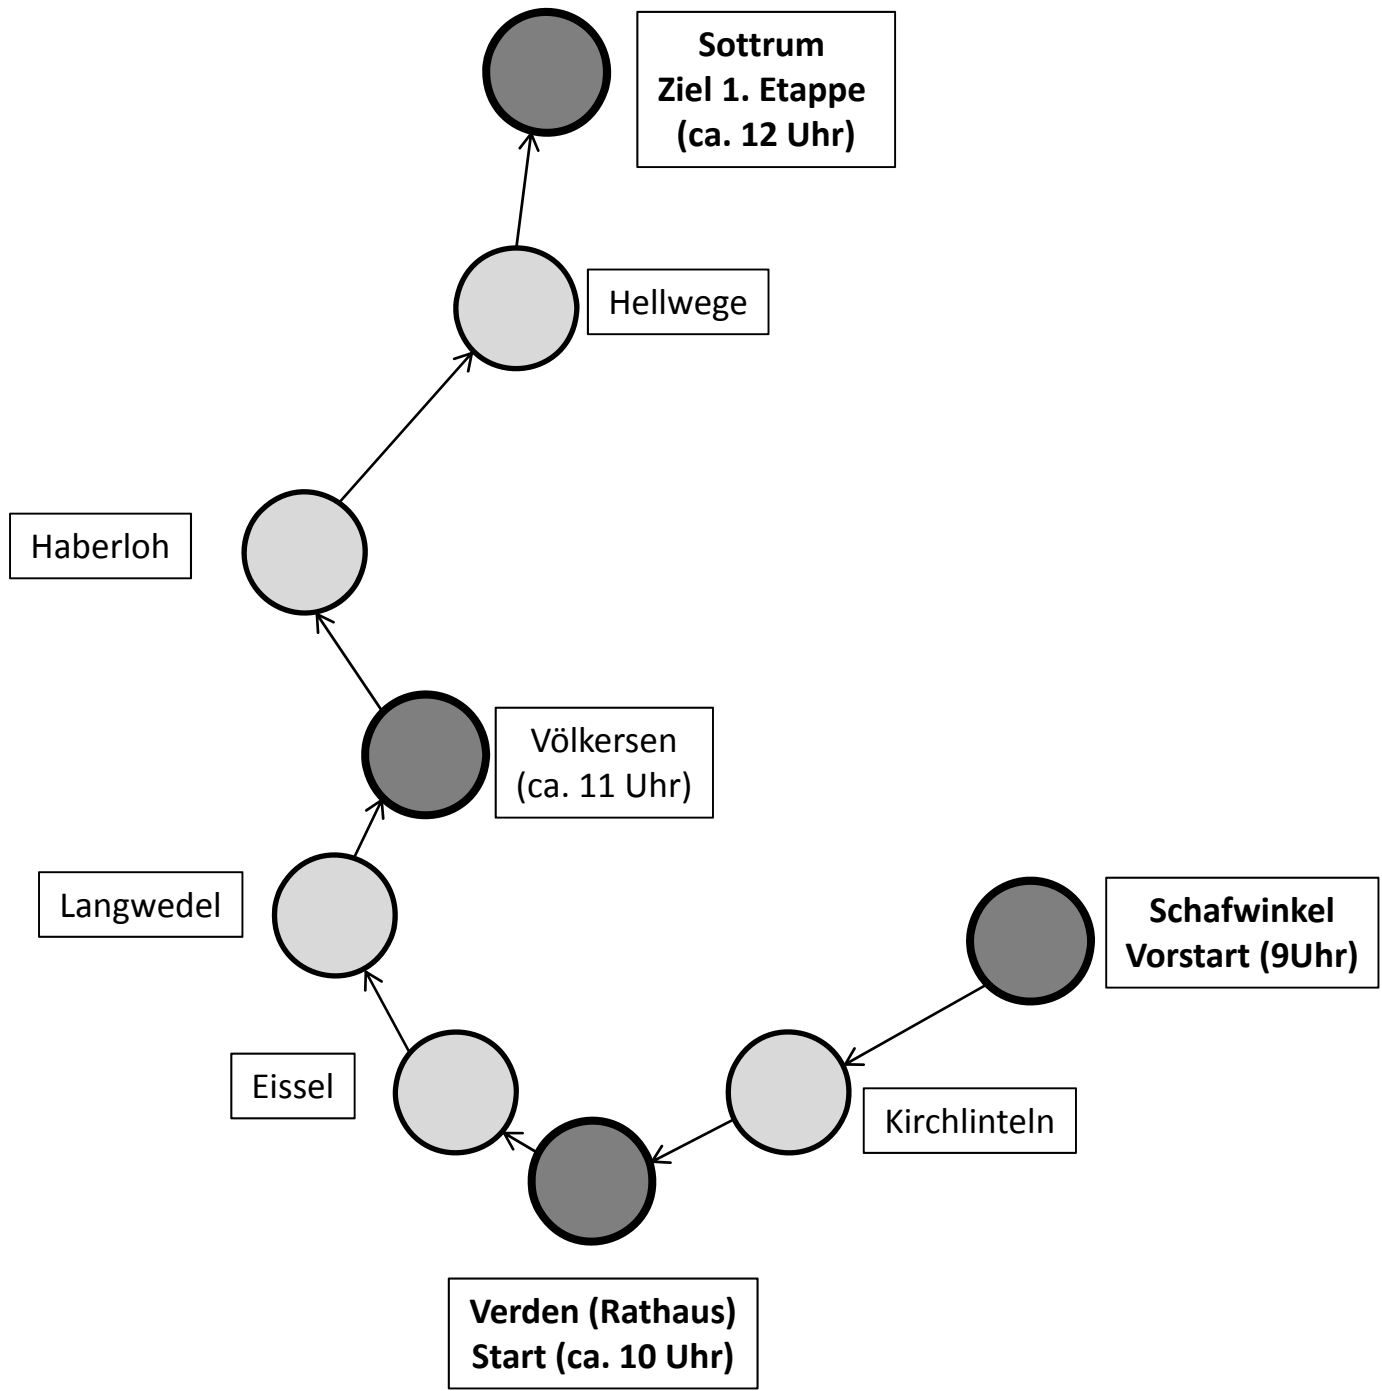 Sottrum
Ziel 1. Etappe
(ca. 12 Uhr)
Hellwege
Haberloh
Völkersen
(ca. 11 Uhr)
Langwedel
Schafwinkel
Vorstart (9Uhr)
Eissel
Kirchlinteln
Verden (Rathaus)
Start (ca. 10 Uhr)